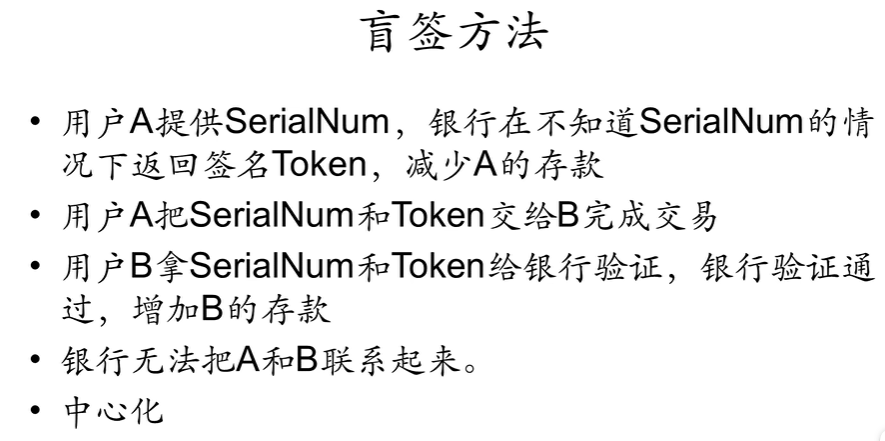 盲签方法
• 用户A提供SerialNum，银行在不知道SerialNum的情
况下返回签名Token，减少A的存款
• 用户A把SerialNum和Token交给B完成交易
• 用户B拿SerialNum和Token给银行验证，银行验证通
过，增加B的存款
• 银行无法把A和B联系起来。
• 中心化